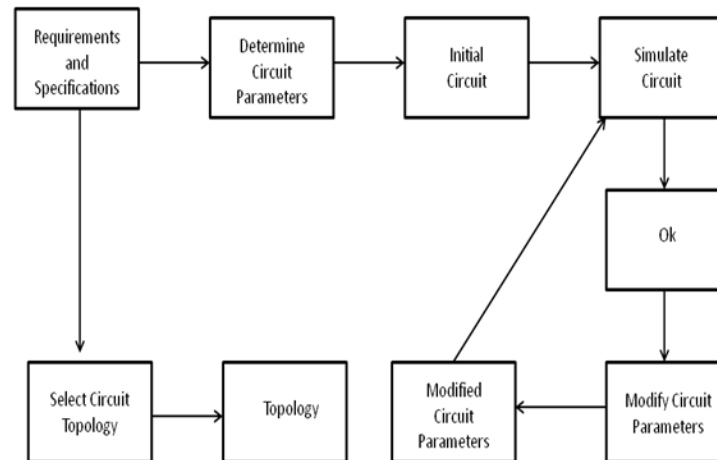 Requirements
and
Specifications
Determine
Circuit
Parameters
Initial
Circuit
Simulate
Circuit
Ok
Select Circuit
Topology
Topology
Modified
Circuit
Parameters
Modify Circuit
Parameters